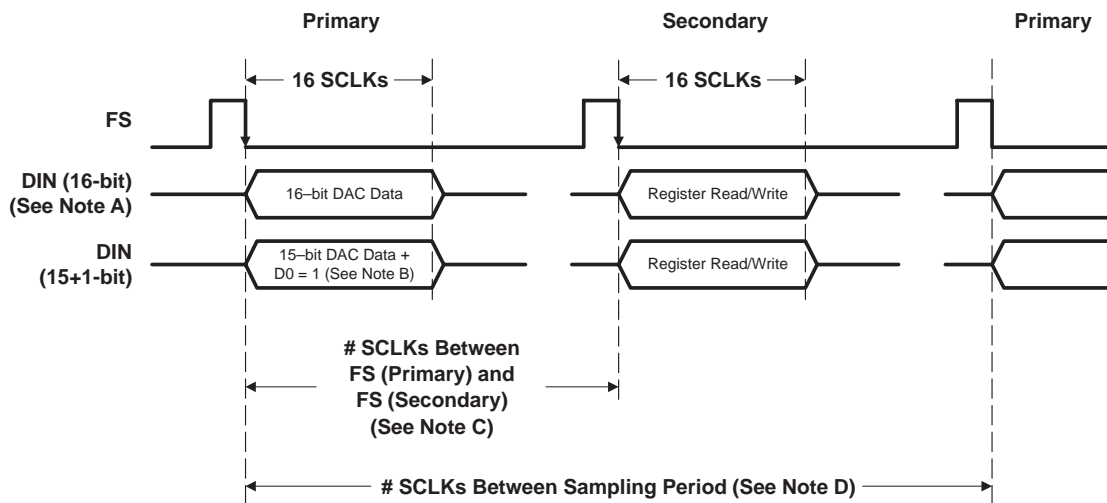 Primary
Secondary
Primary
16 SCLKs
16 SCLKs
FS
DIN (16-bit)
(See Note A)
16–bit DAC Data
Register Read/Write
DIN
(15+1-bit)
15–bit DAC Data +
D0 = 1 (See Note B)
Register Read/Write
# SCLKs Between
FS (Primary) and
FS (Secondary)
(See Note C)
# SCLKs Between Sampling Period (See Note D)